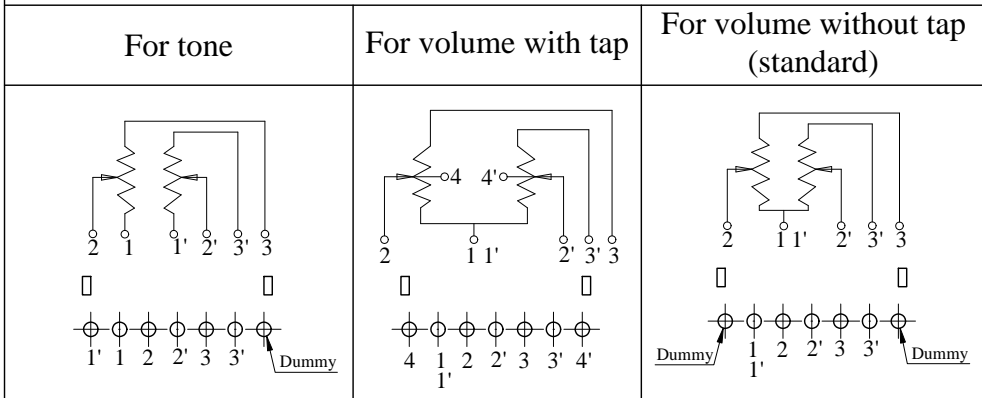 For tone
For volume with tap
For volume without tap
(standard)
2 1 1' 2' 3' 3
1' 1 2 2' 3 3'
Dummy
4 4'
2 1 1' 2' 3' 3
4 1 2 2' 3 3' 4'
1'
2 1 1' 2' 3' 3
Dummy 1 2 2' 3 3' Dummy
1'